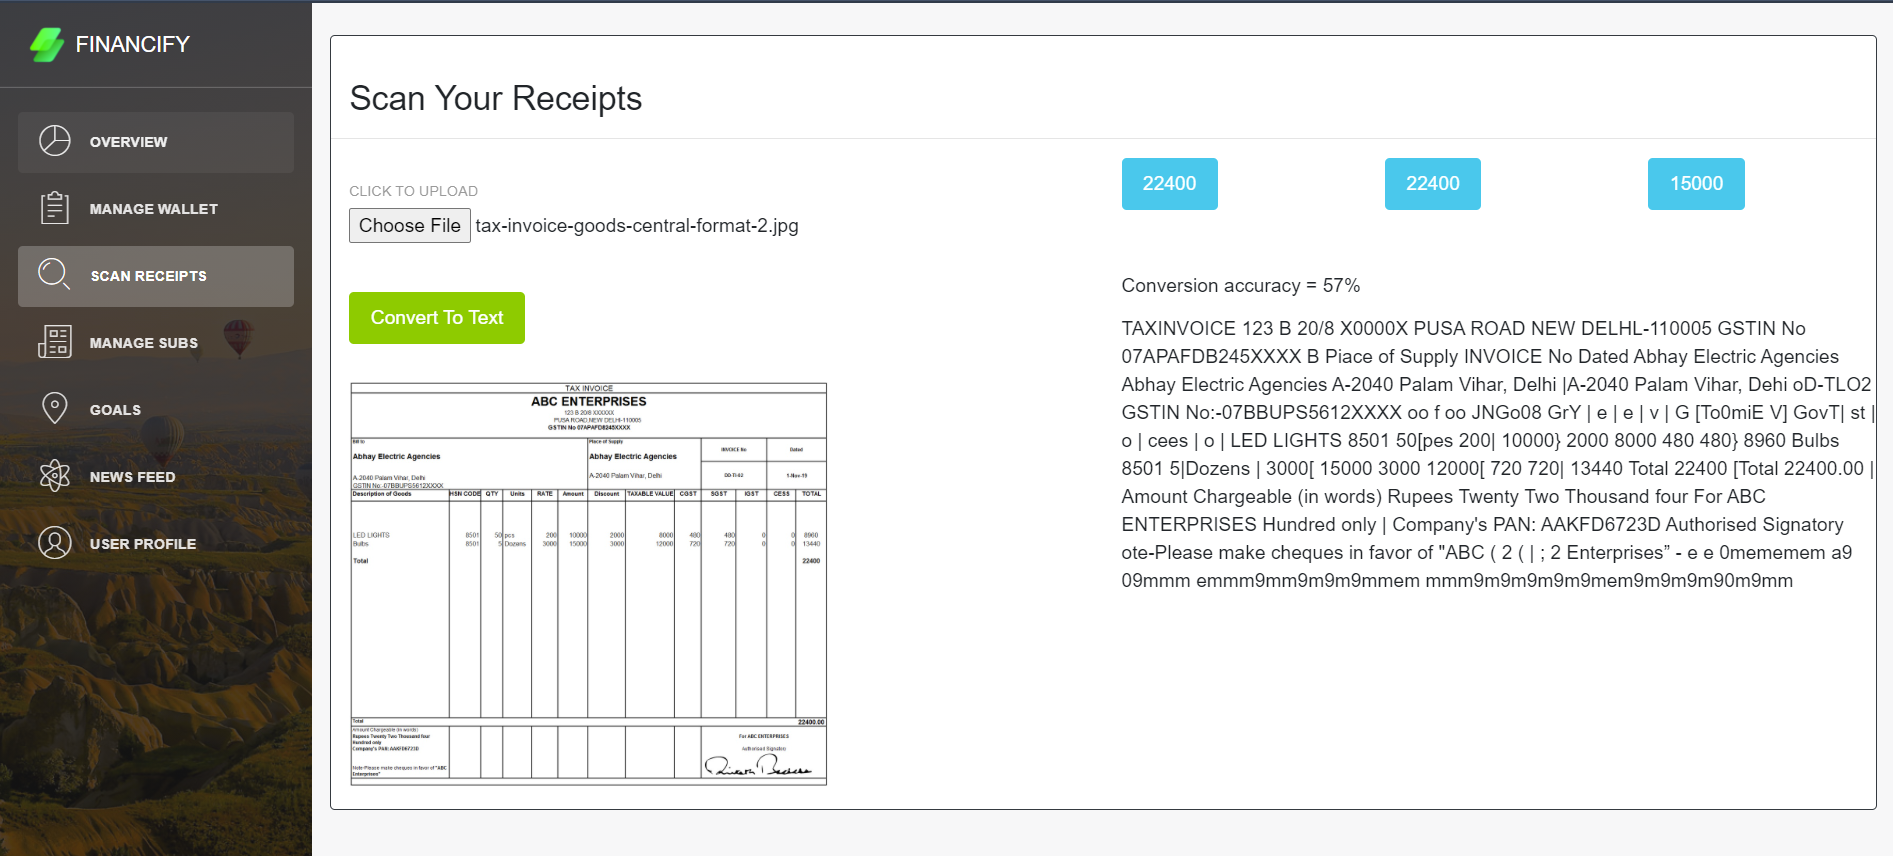 FINANCIFY
OVERVIEW
MANAGE WALLET
SCAN RECEIPTS
MANAGE SUBS
GOALS
NEWS FEED
USER PROFILE
Scan Your Receipts
CLICK TO UPLOAD
Choose File tax-invoice-goods-central-format-2.jpg
Convert To Text
TAX INVOICE
ABC ENTERPRISES
123 B 20/8 XXXXXX
PUSA ROAD,NEW DELHI-110005
GSTIN No 07APAFDB245XXXX
Bill to Place of Supply INVOICE No Dated
Abhay Electric Agencies Abhay Electric Agencies
A-2040 Palam Vihar, Delhi A-2040 Palam Vihar, Delhi 1-Nov-19
GSTIN No:-07BBUPS5612XXXX
Description of Goods HSN CODE QTY Units RATE Amount Discount TAXABLE VALUE CGST SGST IGST CESS TOTAL
LED LIGHTS 8501 50 pcs 200 10000 2000 8000 480 480 0 0 8960
Bulbs 8501 5 Dozens 3000 15000 3000 12000 720 720 0 0 13440
Total 22400
Total 22400.00
Amount Chargeable (in words)
Rupees Twenty Two Thousand four
Hundred only
Company's PAN: AAKFD6723D
Note-Please make cheques in favor of "ABC
Enterprises"
For ABC ENTERPRISES
Authorised Signatory
22400 22400 15000
Conversion accuracy = 57%
TAXINVOICE 123 B 20/8 X0000X PUSA ROAD NEW DELHL-110005 GSTIN No
07APAFDB245XXXX B Piace of Supply INVOICE No Dated Abhay Electric Agencies
Abhay Electric Agencies A-2040 Palam Vihar, Delhi |A-2040 Palam Vihar, Dehi oD-TLO2
GSTIN No:-07BBUPS5612XXXX oo f oo JNGo08 GrY | e | e | v | G [To0miE V] GovT| st |
o | cees | o | LED LIGHTS 8501 50[pes 200| 10000} 2000 8000 480 480} 8960 Bulbs
8501 5|Dozens | 3000[ 15000 3000 12000[ 720 720| 13440 Total 22400 [Total 22400.00 |
Amount Chargeable (in words) Rupees Twenty Two Thousand four For ABC
ENTERPRISES Hundred only | Company's PAN: AAKFD6723D Authorised Signatory
ote-Please make cheques in favor of "ABC ( 2 ( | ; 2 Enterprises” - e e 0mememem a9
09mmm emmm9mm9m9m9mmem mmm9m9m9m9m9mem9m9m9m90m9mm